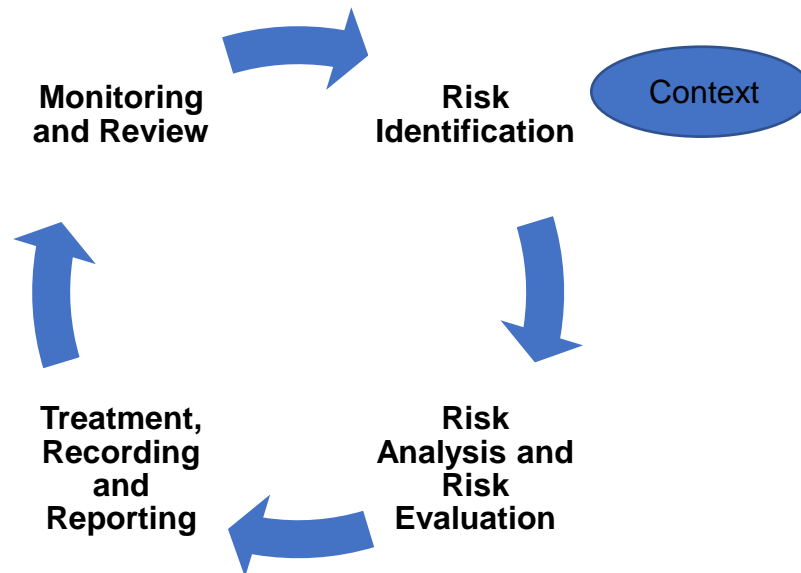 Monitoring
and Review
Risk
Identification
Context
Treatment,
Recording
and
Reporting
Risk
Analysis and
Risk
Evaluation